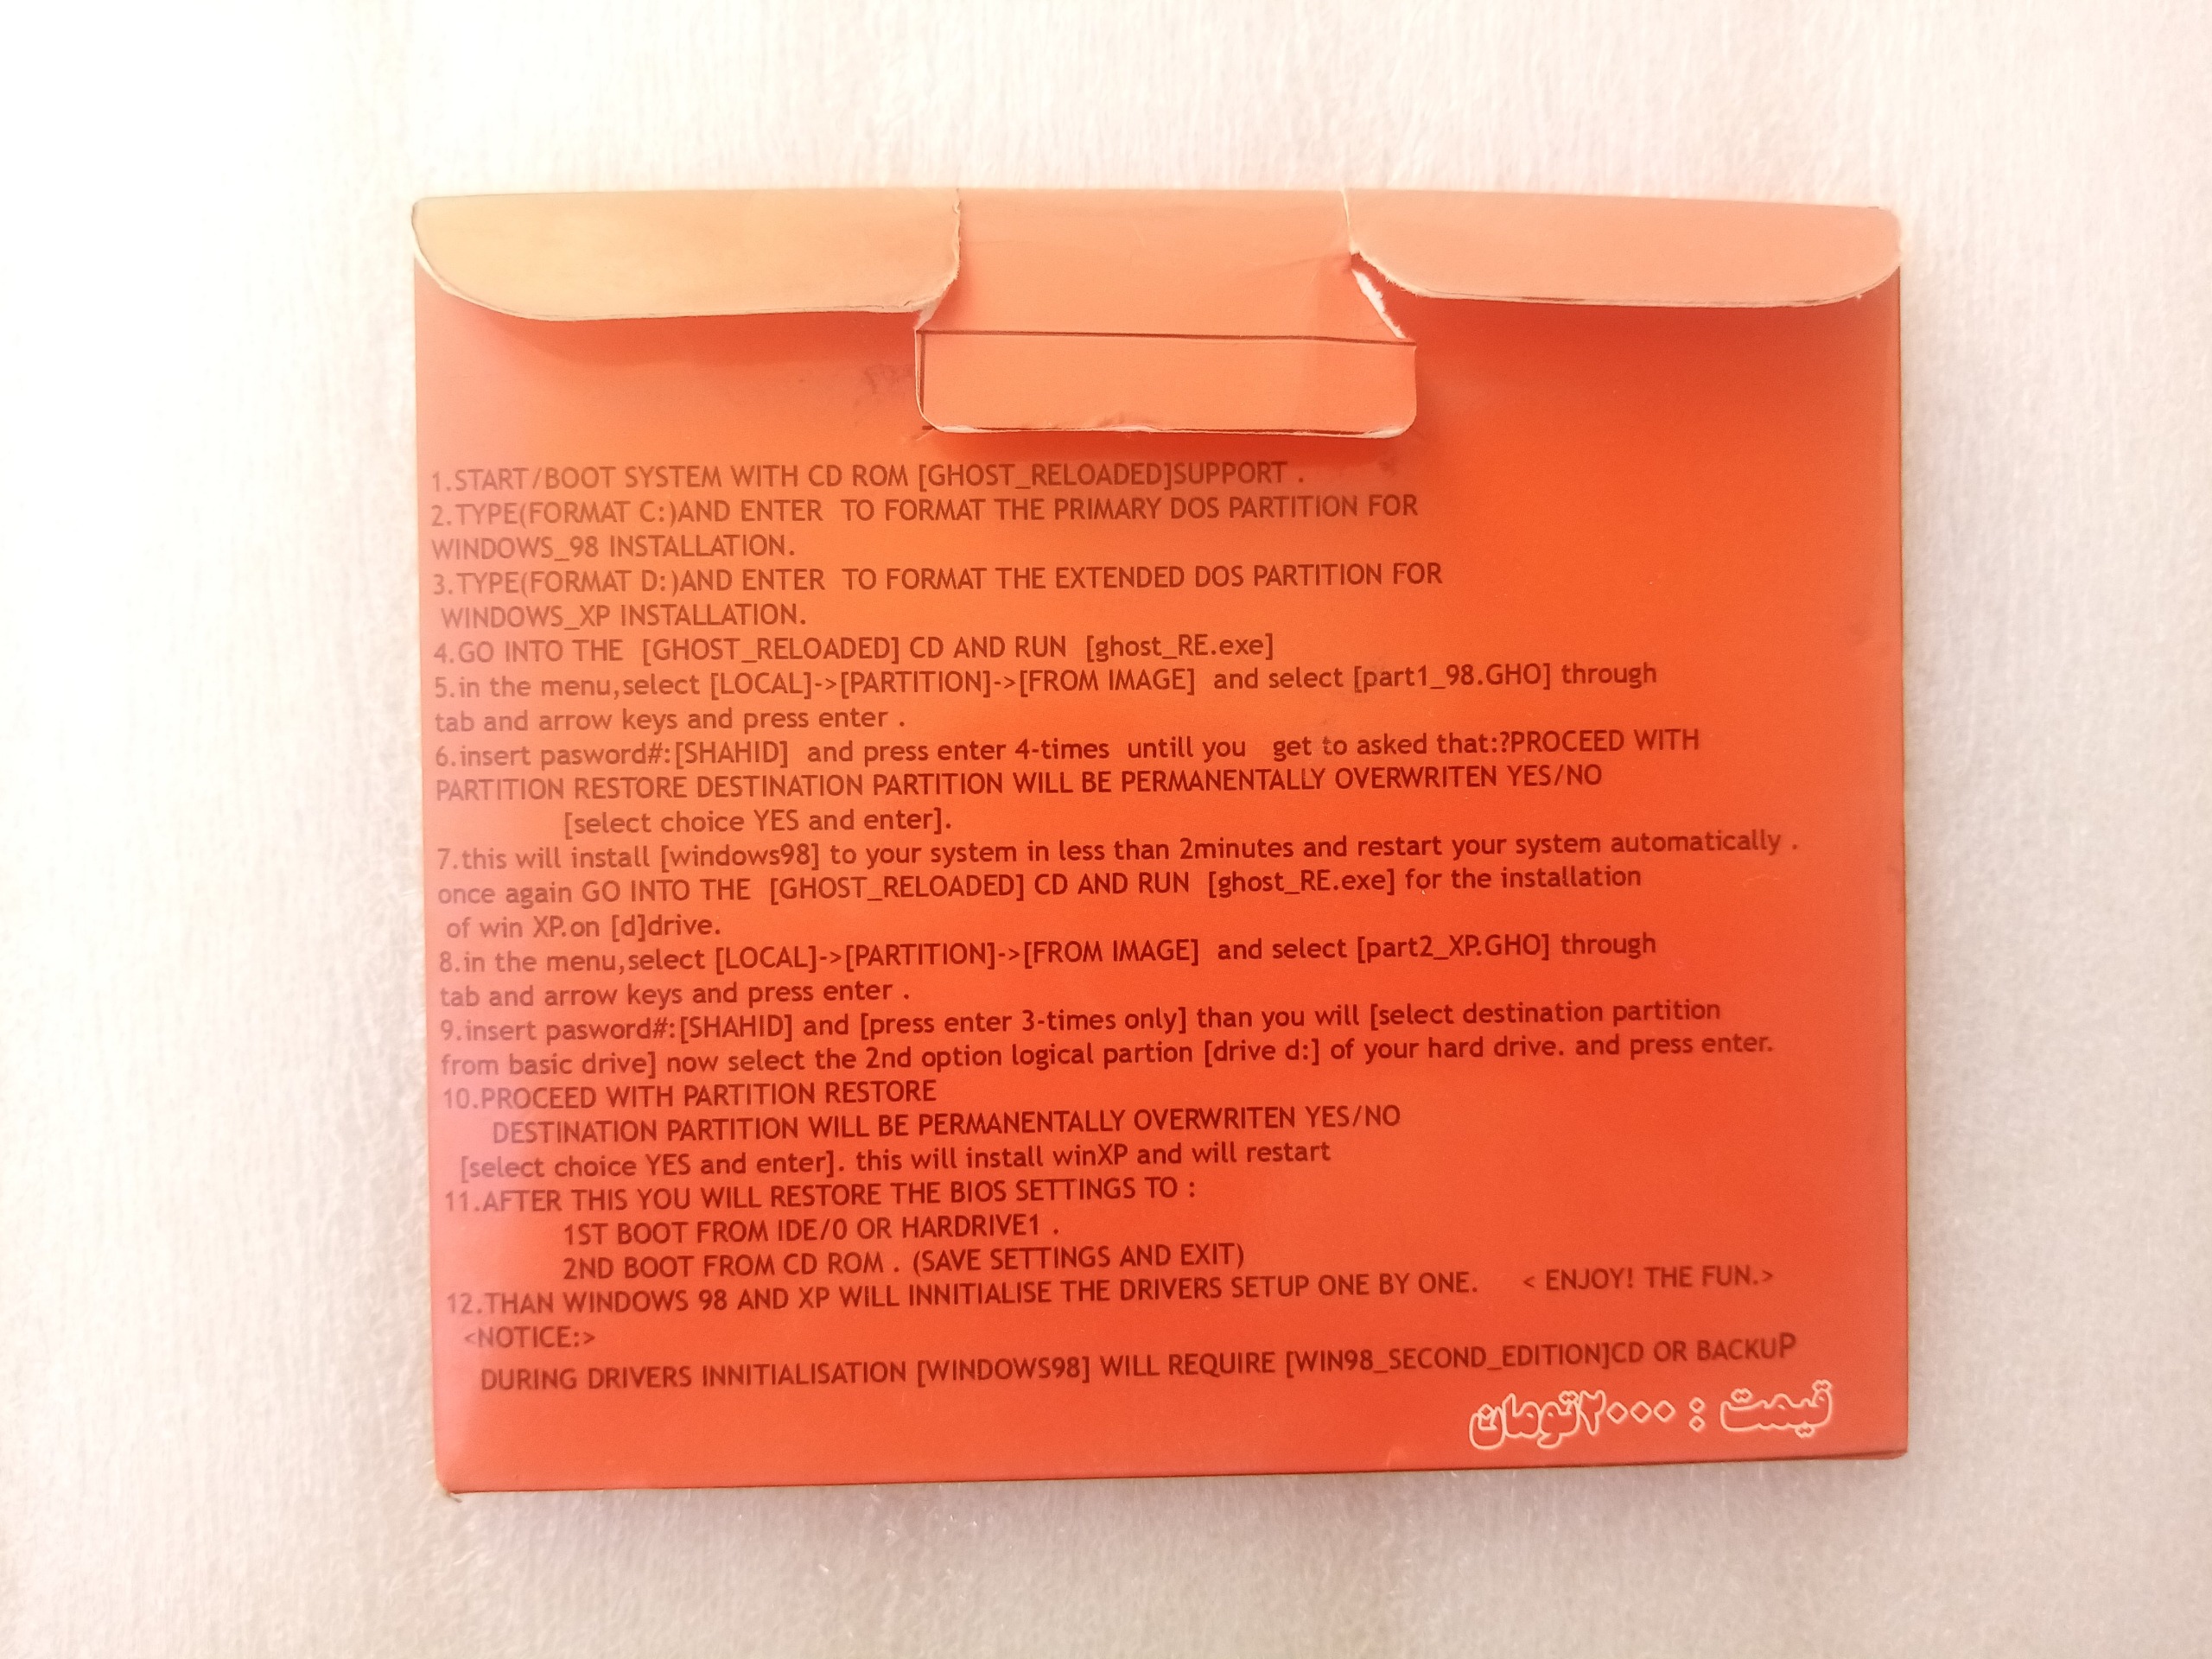 1.START/BOOT SYSTEM WITH CD ROM [GHOST_RELOADED]SUPPORT .
2.TYPE(FORMAT C:)AND ENTER  TO FORMAT THE PRIMARY DOS PARTITION FOR
WINDOWS_98 INSTALLATION.
3.TYPE(FORMAT D:)AND ENTER  TO FORMAT THE EXTENDED DOS PARTITION FOR
WINDOWS_XP INSTALLATION.
4.GO INTO THE  [GHOST_RELOADED] CD AND RUN  [ghost_RE.exe]
5.in the menu,select [LOCAL]->[PARTITION]->[FROM IMAGE]  and select [part1_98.GHO] through
tab and arrow keys and press enter .
6.insert pasword#:[SHAHID]  and press enter 4-times  untill you   get to asked that:?PROCEED WITH
PARTITION RESTORE DESTINATION PARTITION WILL BE PERMANENTALLY OVERWRITEN YES/NO
[select choice YES and enter].
7.this will install [windows98] to your system in less than 2minutes and restart your system automatically .
once again GO INTO THE  [GHOST_RELOADED] CD AND RUN  [ghost_RE.exe] for the installation
of win XP.on [d]drive.
8.in the menu,select [LOCAL]->[PARTITION]->[FROM IMAGE]  and select [part2_XP.GHO] through
tab and arrow keys and press enter .
9.insert pasword#:[SHAHID] and [press enter 3-times only] than you will [select destination partition
from basic drive] now select the 2nd option logical partion [drive d:] of your hard drive. and press enter.
10.PROCEED WITH PARTITION RESTORE
DESTINATION PARTITION WILL BE PERMANENTALLY OVERWRITEN YES/NO
[select choice YES and enter]. this will install winXP and will restart
11.AFTER THIS YOU WILL RESTORE THE BIOS SETTINGS TO :
1ST BOOT FROM IDE/0 OR HARDRIVE1 .
2ND BOOT FROM CD ROM . (SAVE SETTINGS AND EXIT)
12.THAN WINDOWS 98 AND XP WILL INNITIALISE THE DRIVERS SETUP ONE BY ONE.     < ENJOY! THE FUN.>
<NOTICE:>
DURING DRIVERS INNITIALISATION [WINDOWS98] WILL REQUIRE [WIN98_SECOND_EDITION]CD OR BACKUP
قیمت : ۲۰۰۰تومان